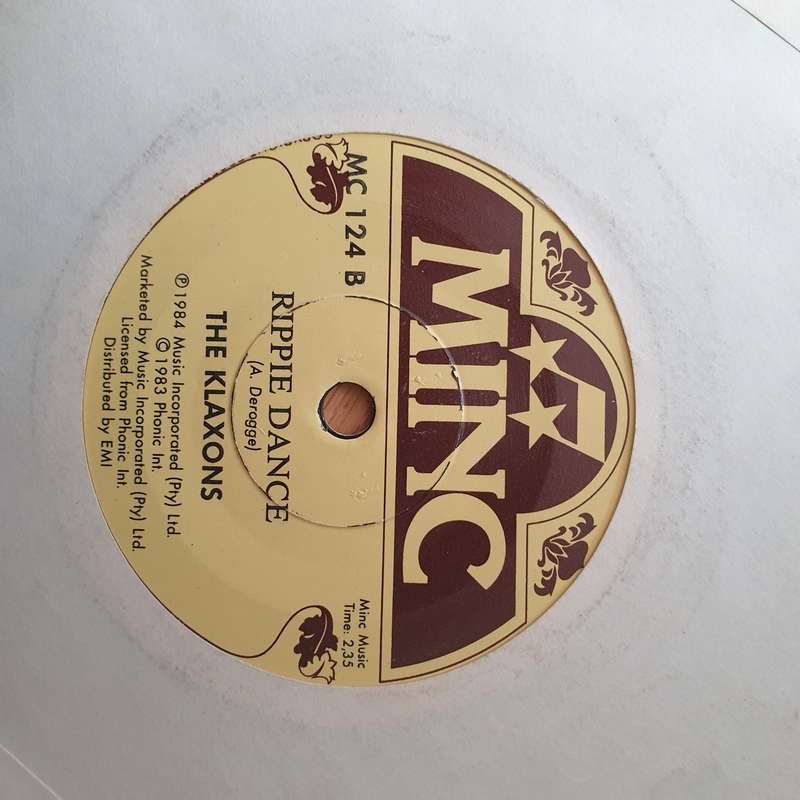 MINC
MC 124 B
Minc Music
Time: 2,35
RIPPIE DANCE
(A. Derogge)
THE KLAXONS
℗ 1984 Music Incorporated (Pty) Ltd.
© 1983 Phonic Int.
Marketed by Music Incorporated (Pty) Ltd.
Licensed from Phonic Int.
Distributed by EMI